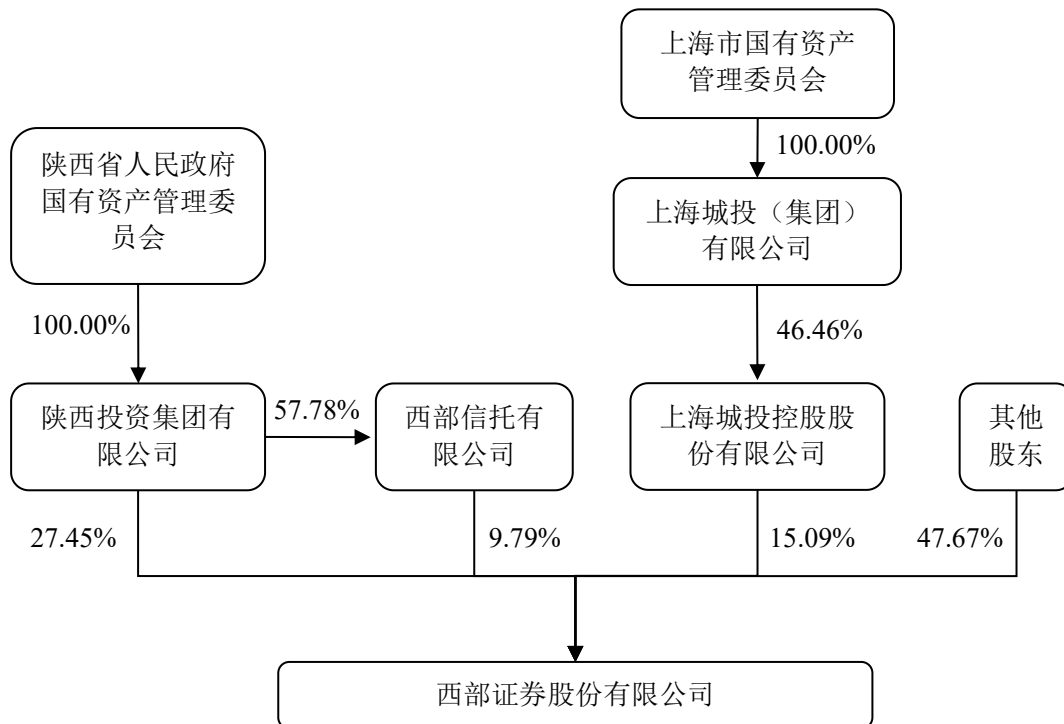 上海市国有资产
管理委员会
100.00%
陕西省人民政府
国有资产管理委
员会
上海城投（集团）
有限公司
100.00%
46.46%
陕西投资集团有
限公司
57.78%
西部信托有
限公司
上海城投控股股
份有限公司
其他
股东
27.45%
9.79%
15.09%
47.67%
西部证券股份有限公司